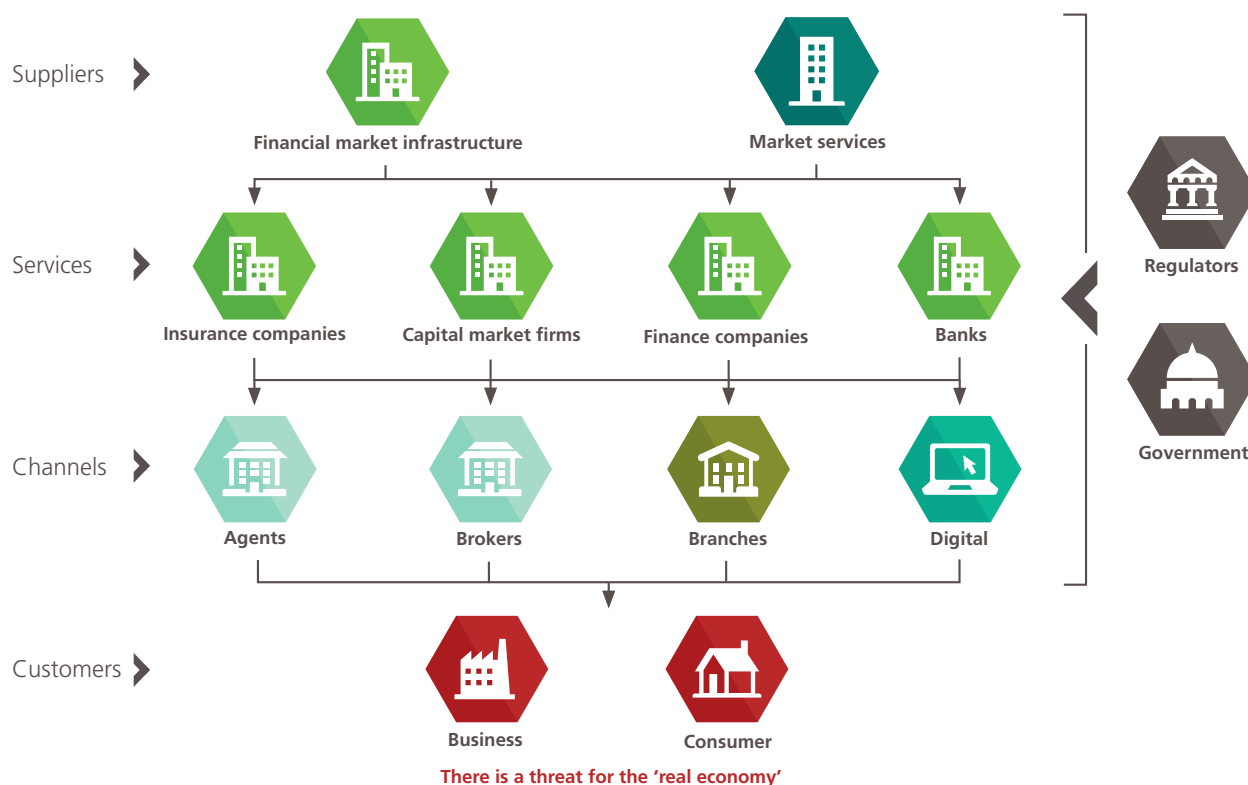 Suppliers
Financial market infrastructure
Market services
Regulators
Services
Insurance companies
Capital market firms
Finance companies
Banks
Government
Channels
Agents
Brokers
Branches
Digital
Customers
Business
Consumer
There is a threat for the ‘real economy’